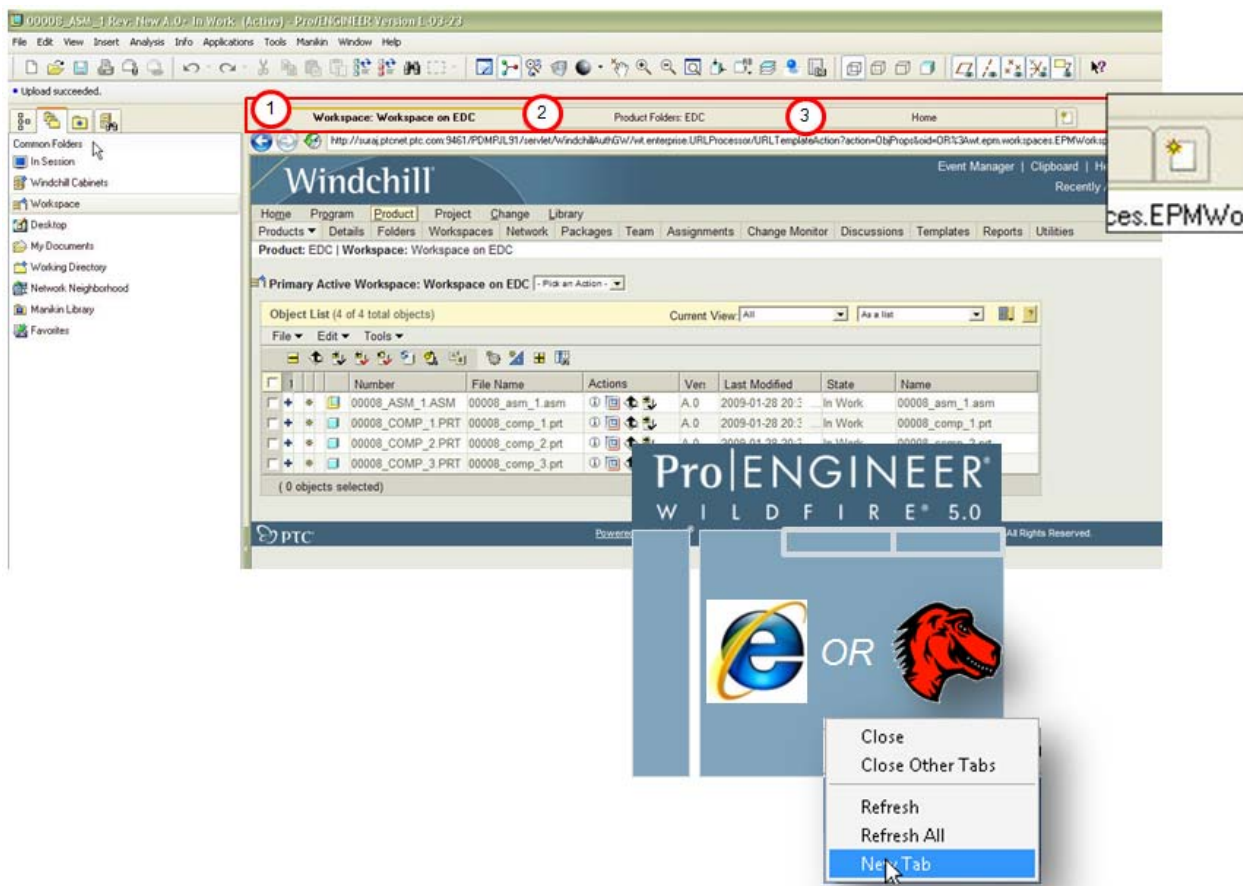 00008_ASM_1 Rev: New A.0+ In Work (Active) - Pro/ENGINEER Version L-03-23
File Edit View Insert Analysis Info Applications Tools Manikin Window Help
• Upload succeeded.
1 Workspace: Workspace on EDC 2 Product Folders: EDC 3 Home
Common Folders
In Session
Windchill Cabinets
Workspace
Desktop
My Documents
Working Directory
Network Neighborhood
Manikin Library
Favorites
Windchill
Event Manager | Clipboard |
Recently
Home Program Product Project Change Library
Products Details Folders Workspaces Network Packages Team Assignments Change Monitor Discussions Templates Reports Utilities
Product: EDC | Workspace: Workspace on EDC
Primary Active Workspace: Workspace on EDC - Pick an Action -
Object List (4 of 4 total objects) Current View: All As a list
File Edit Tools
Number File Name Actions Ver: Last Modified State Name
00008_ASM_1.ASM 00008_asm_1.asm A.0 2009-01-28 20:3 ... In Work 00008_asm_1.asm
00008_COMP_1.PRT 00008_comp_1.prt A.0 2009-01-28 20:3 ... In Work 00008_comp_1.prt
00008_COMP_2.PRT 00008_comp_2.prt
00008_COMP_3.PRT 00008_comp_3.prt
( 0 objects selected)
PTC
Powere
All Rights Reserved.
ces.EPMWo
Pro|ENGINEER®
WILDFIRE® 5.0
OR
Close
Close Other Tabs
Refresh
Refresh All
New Tab